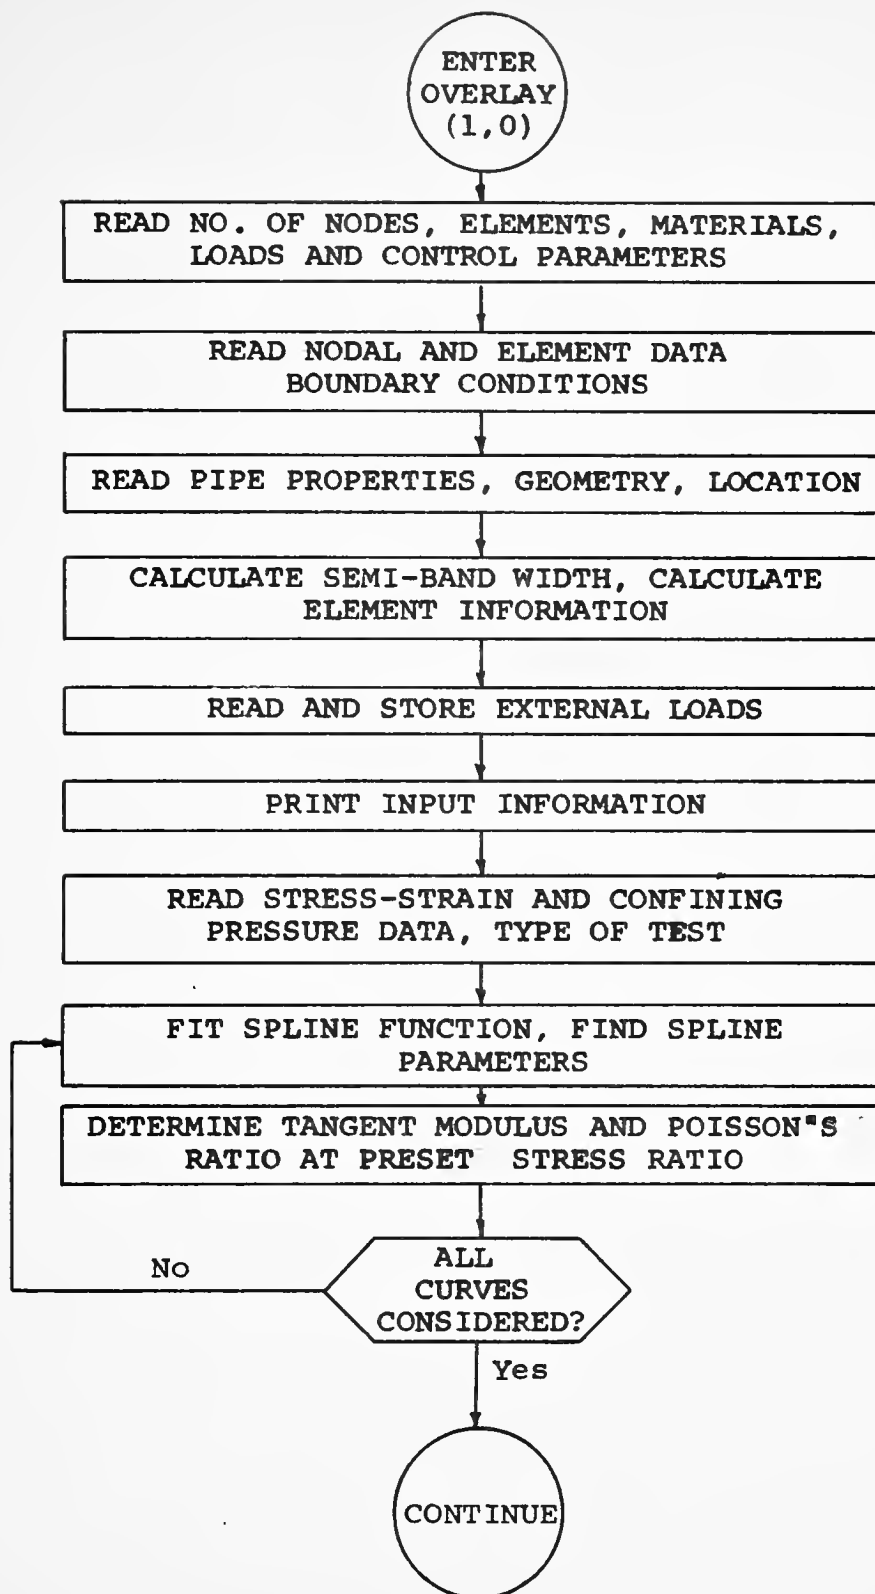 ENTER
OVERLAY
(1,0)
READ NO. OF NODES, ELEMENTS, MATERIALS,
LOADS AND CONTROL PARAMETERS
READ NODAL AND ELEMENT DATA
BOUNDARY CONDITIONS
READ PIPE PROPERTIES, GEOMETRY, LOCATION
CALCULATE SEMI-BAND WIDTH, CALCULATE
ELEMENT INFORMATION
READ AND STORE EXTERNAL LOADS
PRINT INPUT INFORMATION
READ STRESS-STRAIN AND CONFINING
PRESSURE DATA, TYPE OF TEST
FIT SPLINE FUNCTION, FIND SPLINE
PARAMETERS
DETERMINE TANGENT MODULUS AND POISSON"S
RATIO AT PRESET STRESS RATIO
No
ALL
CURVES
CONSIDERED?
Yes
CONTINUE